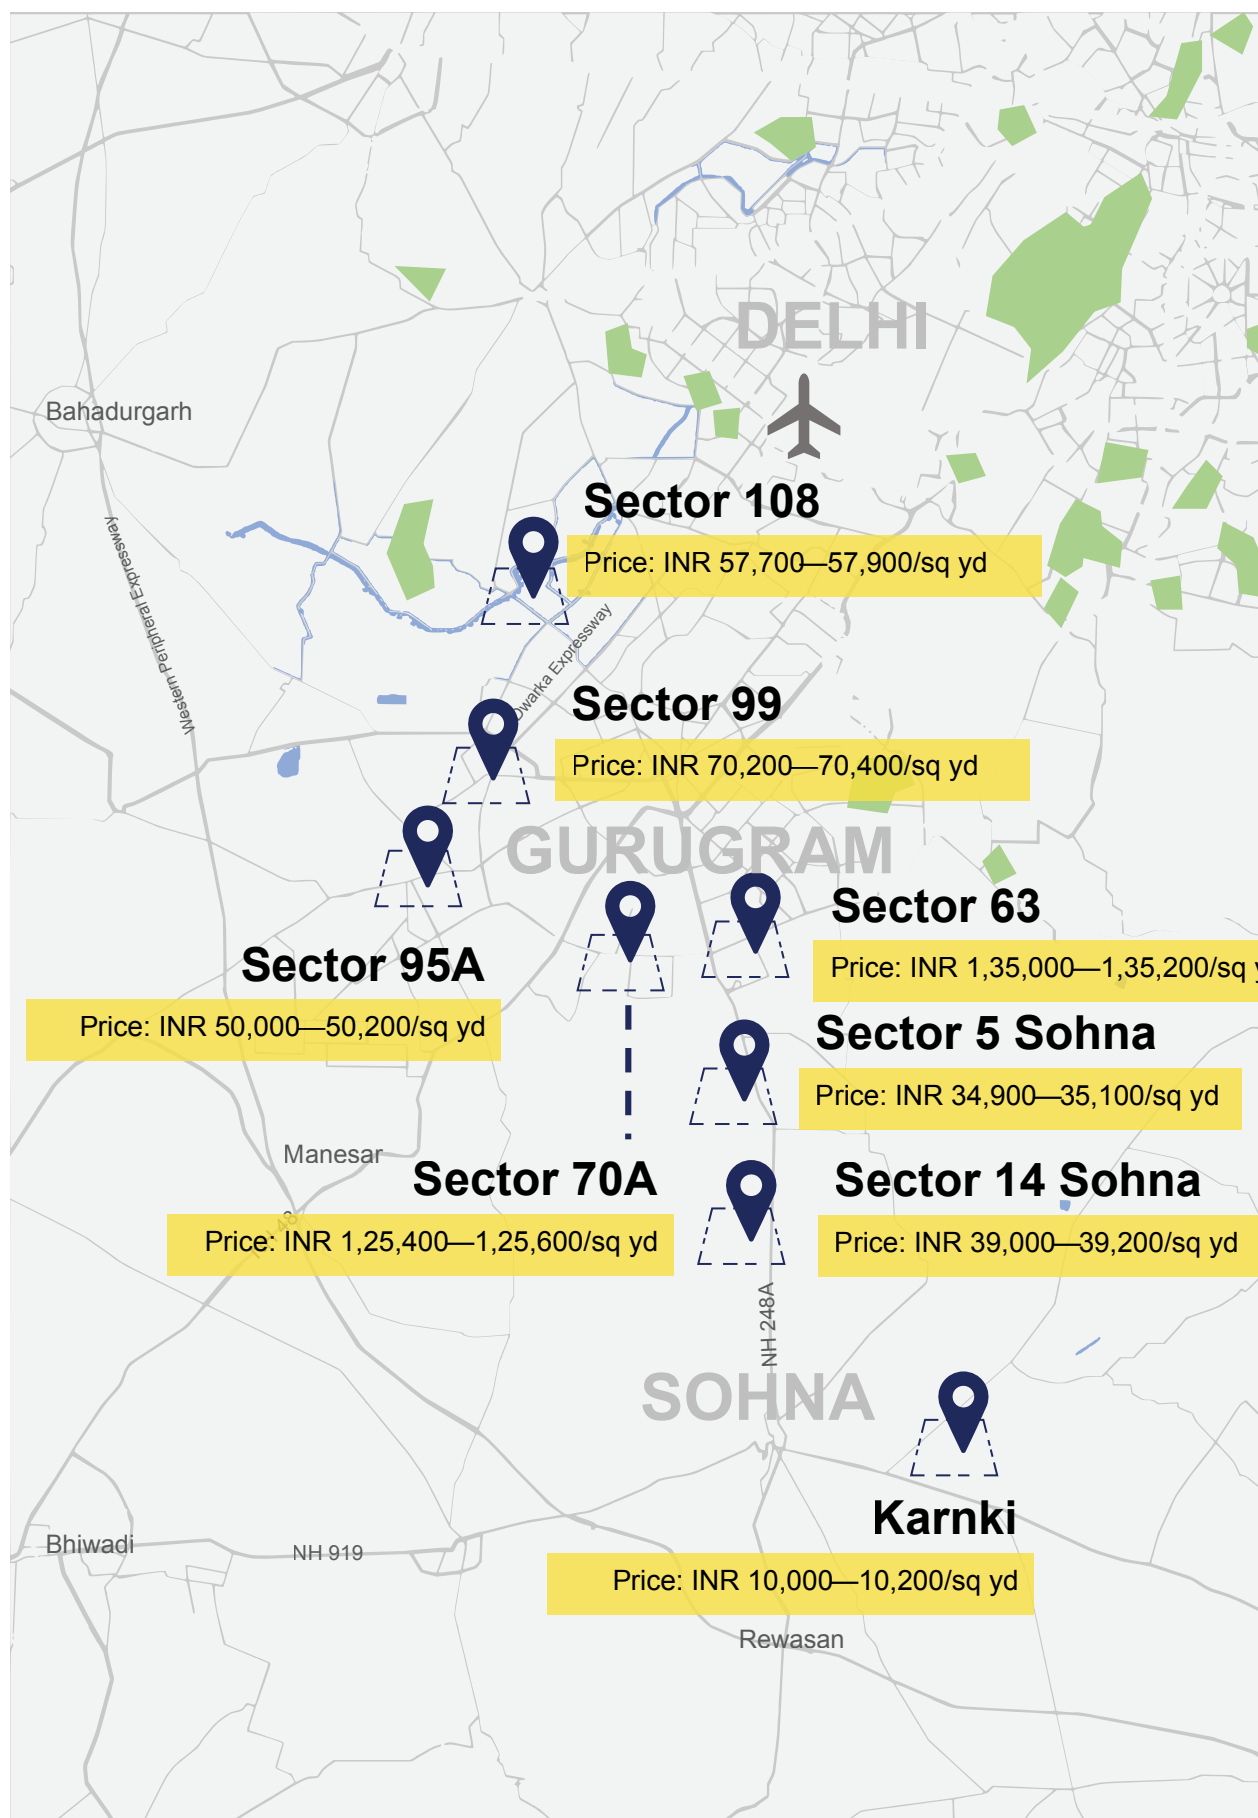 DELHI
Bahadurgarh
Sector 108
Price: INR 57,700—57,900/sq yd
Western Peripheral Expressway
Dwarka Expressway
Sector 99
Price: INR 70,200—70,400/sq yd
GURUGRAM
Sector 63
Price: INR 1,35,000—1,35,200/sq y
Sector 95A
Price: INR 50,000—50,200/sq yd
Sector 5 Sohna
Price: INR 34,900—35,100/sq yd
Manesar
Sector 70A
Price: INR 1,25,400—1,25,600/sq yd
NH 48
Sector 14 Sohna
Price: INR 39,000—39,200/sq yd
NH 248A
SOHNA
Karnki
Price: INR 10,000—10,200/sq yd
Bhiwadi
NH 919
Rewasan